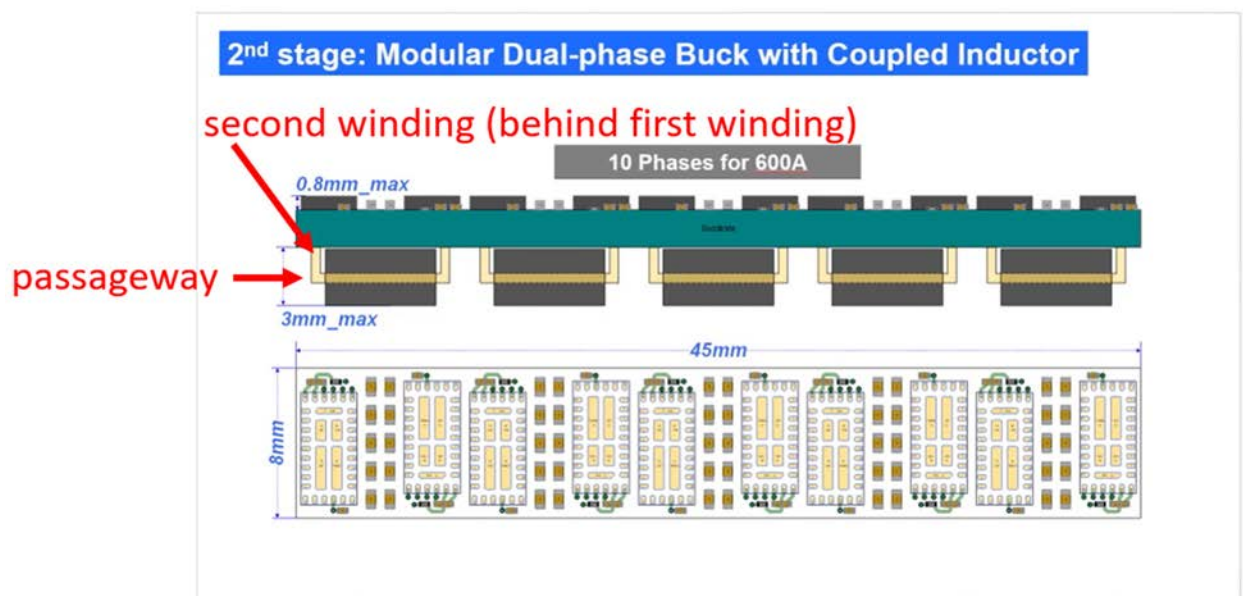 2nd stage: Modular Dual-phase Buck with Coupled Inductor
second winding (behind first winding)
10 Phases for 600A
0.8mm_max
passageway
3mm_max
45mm
8mm